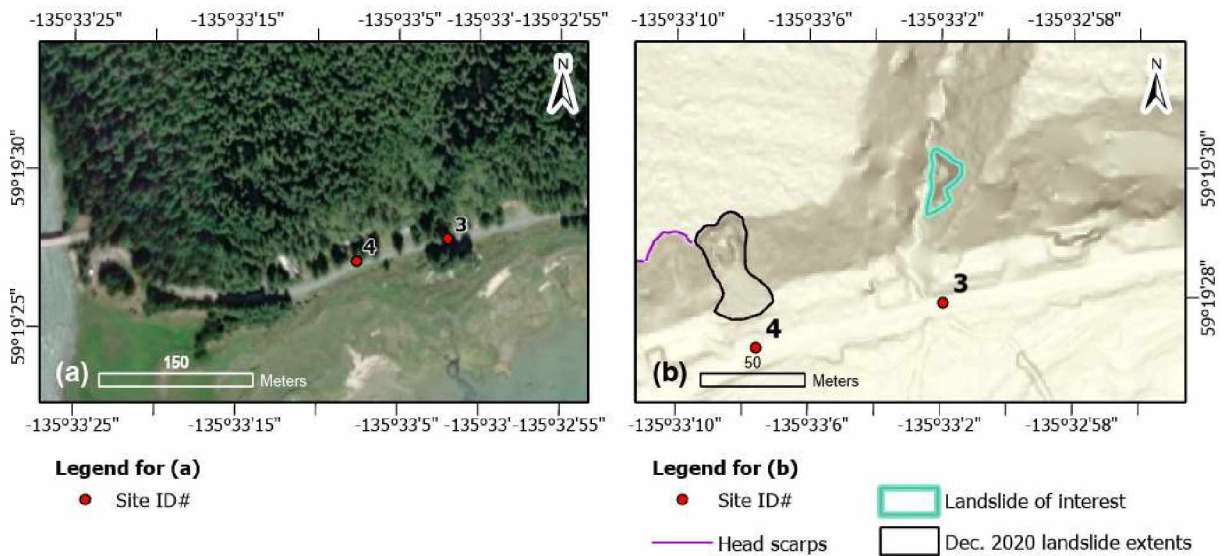 -135°33'25" -135°33'15" -135°33'5" -135°33' -135°32'55"
-135°33'10" -135°33'6" -135°33'2" -135°32'58"
N
N
59°19'30"
59°19'25"
59°19'30"
59°19'28"
4
3
3
4
150
(a)
Meters
50
(b)
Meters
-135°33'25" -135°33'15" -135°33'5" -135°33' -135°32'55"
-135°33'10" -135°33'6" -135°33'2" -135°32'58"
Legend for (a)
Site ID#
Legend for (b)
Site ID#
Landslide of interest
Head scarps
Dec. 2020 landslide extents